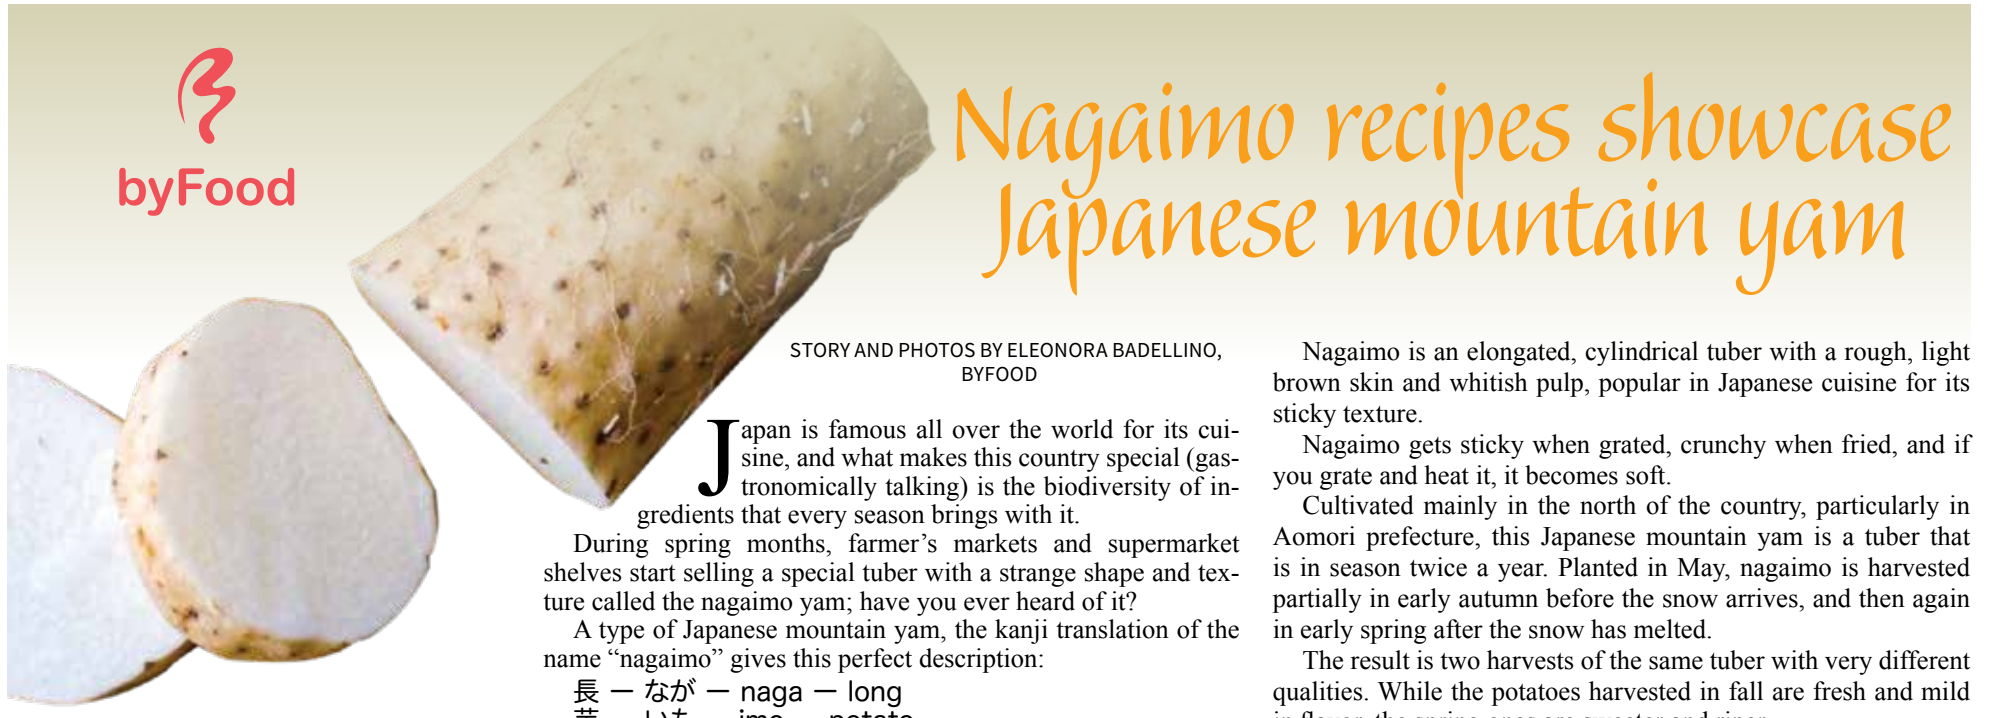 byFood
Nagaimo recipes showcase
Japanese mountain yam
STORY AND PHOTOS BY ELEONORA BADELLINO,
BYFOOD
Japan is famous all over the world for its cui-
sine, and what makes this country special (gas-
tronomically talking) is the biodiversity of in-
gredients that every season brings with it.
During spring months, farmer’s markets and supermarket
shelves start selling a special tuber with a strange shape and tex-
ture called the nagaimo yam; have you ever heard of it?
A type of Japanese mountain yam, the kanji translation of the
name “nagaimo” gives this perfect description:
長 — なが — naga — long
Nagaimo is an elongated, cylindrical tuber with a rough, light
brown skin and whitish pulp, popular in Japanese cuisine for its
sticky texture.
Nagaimo gets sticky when grated, crunchy when fried, and if
you grate and heat it, it becomes soft.
Cultivated mainly in the north of the country, particularly in
Aomori prefecture, this Japanese mountain yam is a tuber that
is in season twice a year. Planted in May, nagaimo is harvested
partially in early autumn before the snow arrives, and then again
in early spring after the snow has melted.
The result is two harvests of the same tuber with very different
qualities. While the potatoes harvested in fall are fresh and mild